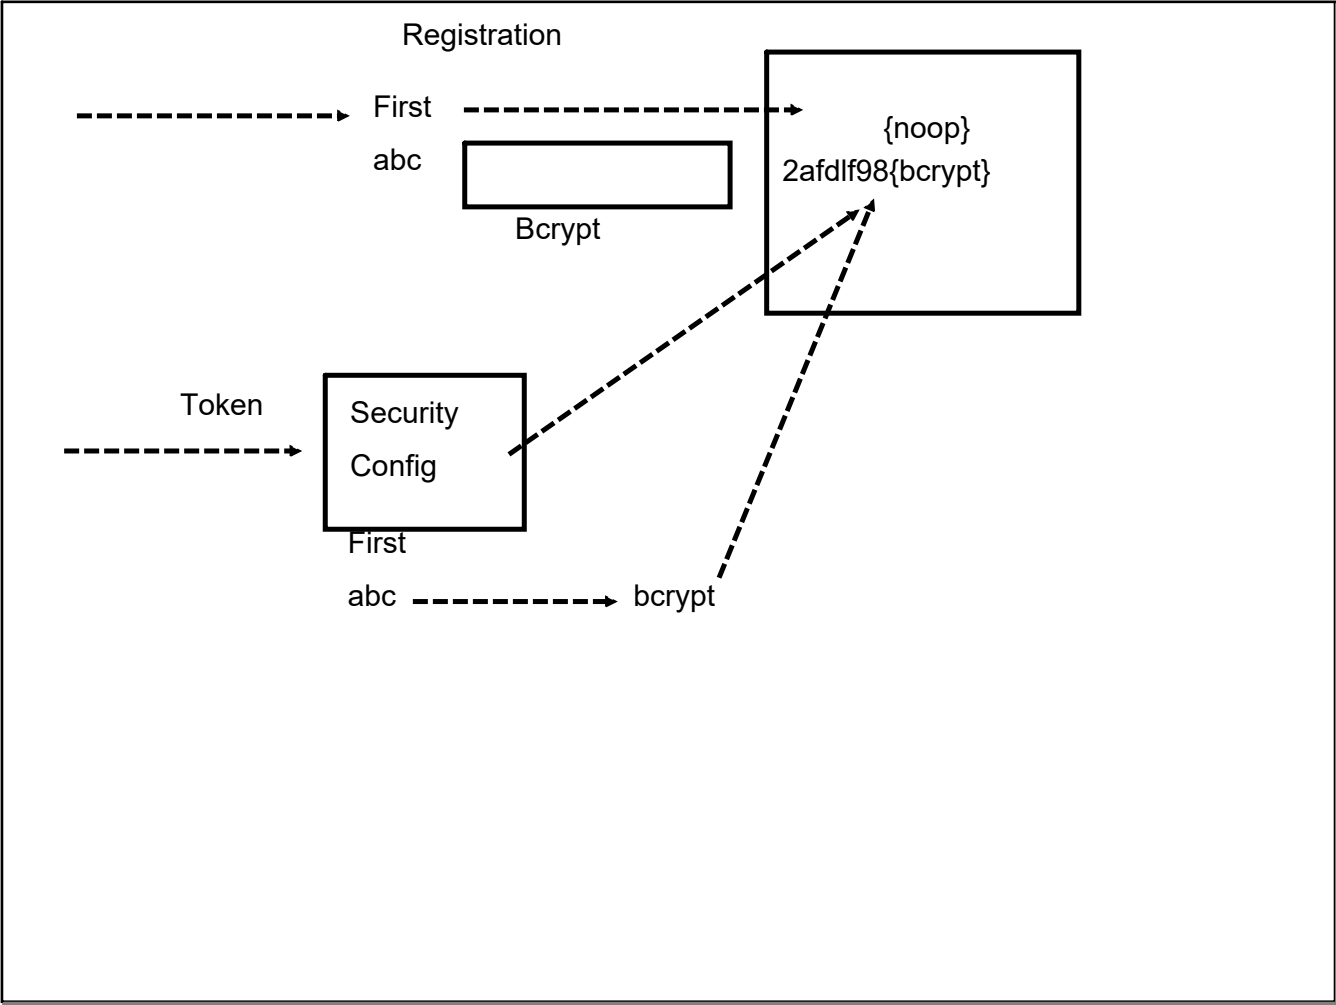 Registration
First
abc
Bcrypt
{noop}
2afdlf98{bcrypt}
Token
Security
Config
First
abc
bcrypt